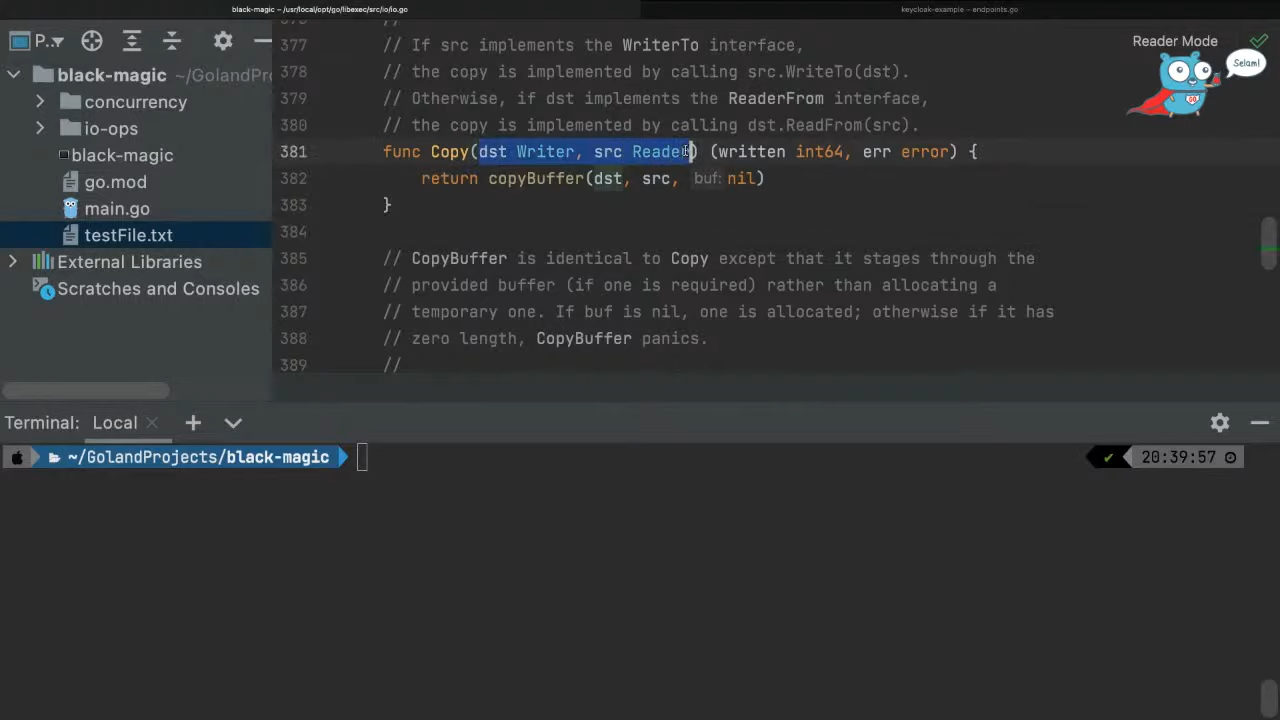 black-magic – /usr/local/opt/go/libexec/src/io/io.go
keycloak-example – endpoints.go
P..
Reader Mode
Selam!
black-magic ~/GolandPro
concurrency
io-ops
black-magic
go.mod
main.go
testFile.txt
External Libraries
Scratches and Consoles
377 // If src implements the WriterTo interface,
378 // the copy is implemented by calling src.WriteTo(dst).
379 // Otherwise, if dst implements the ReaderFrom interface,
380 // the copy is implemented by calling dst.ReadFrom(src).
381 func Copy(dst Writer, src Reader) (written int64, err error) {
382 return copyBuffer(dst, src, buf: nil)
383 }
384
385 // CopyBuffer is identical to Copy except that it stages through the
386 // provided buffer (if one is required) rather than allocating a
387 // temporary one. If buf is nil, one is allocated; otherwise if it has
388 // zero length, CopyBuffer panics.
389 //
Terminal: Local
~/GolandProjects/black-magic
20:39:57